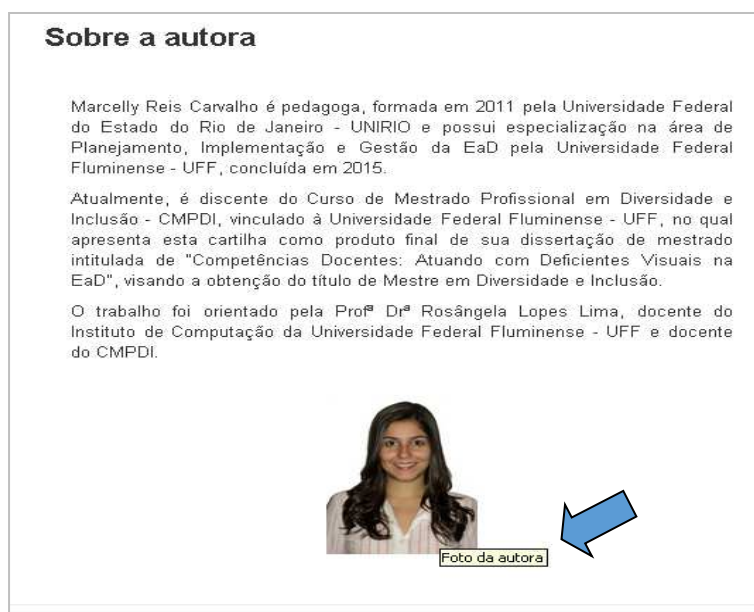 Sobre a autora
Marcelly Reis Carvalho é pedagoga, formada em 2011 pela Universidade Federal
do Estado do Rio de Janeiro - UNIRIO e possui especialização na área de
Planejamento, Implementação e Gestão da EaD pela Universidade Federal
Fluminense - UFF, concluída em 2015.
Atualmente, é discente do Curso de Mestrado Profissional em Diversidade e
Inclusão - CMPDI, vinculado à Universidade Federal Fluminense - UFF, no qual
apresenta esta cartilha como produto final de sua dissertação de mestrado
intitulada de "Competências Docentes: Atuando com Deficientes Visuais na
EaD", visando a obtenção do título de Mestre em Diversidade e Inclusão.
O trabalho foi orientado pela Profª Drª Rosângela Lopes Lima, docente do
Instituto de Computação da Universidade Federal Fluminense - UFF e docente
do CMPDI.
Foto da autora